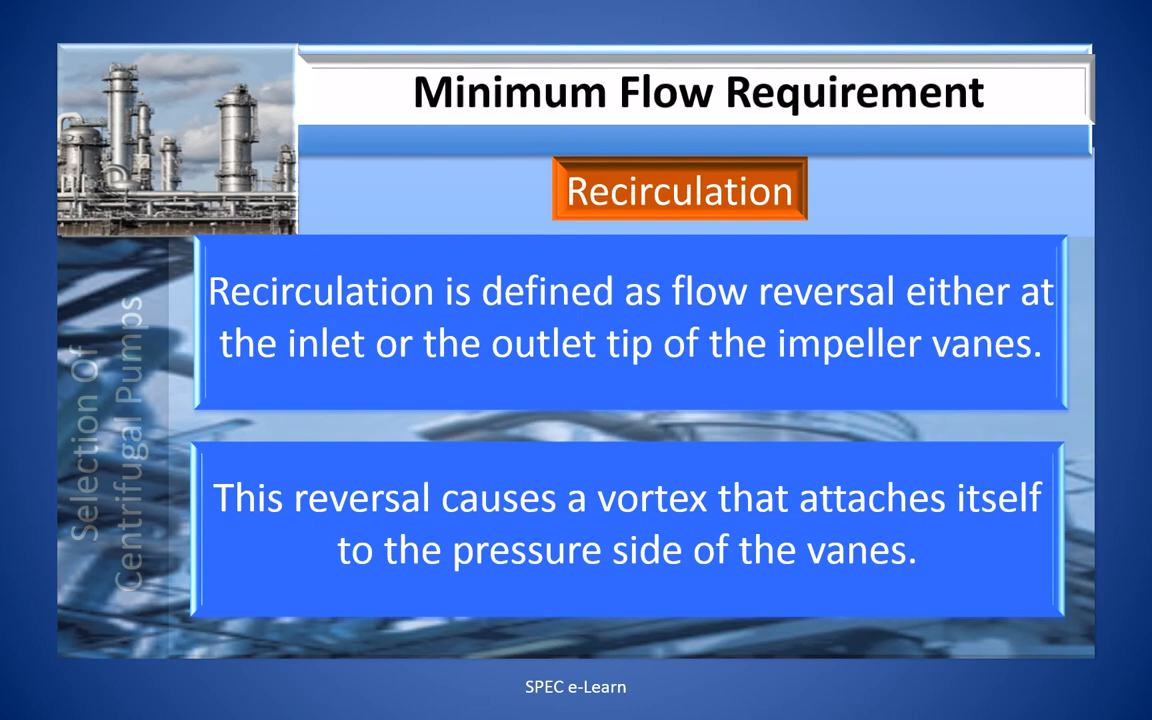 Minimum Flow Requirement
Recirculation
Recirculation is defined as flow reversal either at
the inlet or the outlet tip of the impeller vanes.
This reversal causes a vortex that attaches itself
to the pressure side of the vanes.
Selection Of
Centrifugal Pumps
SPEC e-Learn